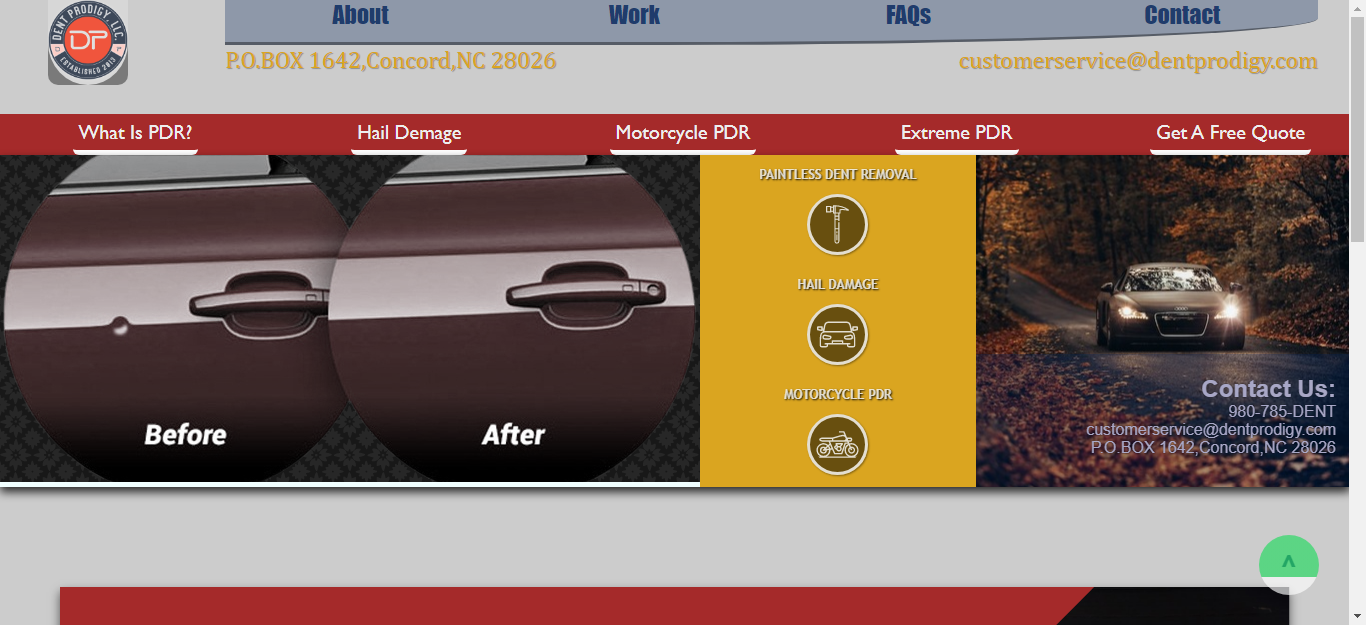 DENT PRODIGY, LLC.
DP
ESTABLISHED 2013
About
Work
FAQs
Contact
P.O.BOX 1642,Concord,NC 28026
customerservice@dentprodigy.com
What Is PDR?
Hail Demage
Motorcycle PDR
Extreme PDR
Get A Free Quote
Before
After
PAINTLESS DENT REMOVAL
HAIL DAMAGE
MOTORCYCLE PDR
Contact Us:
980-785-DENT
customerservice@dentprodigy.com
P.O.BOX 1642,Concord,NC 28026
^